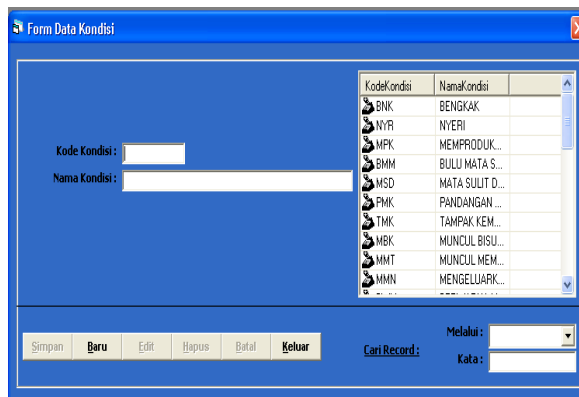 Form Data Kondisi
KodeKondisi NamaKondisi
BNK BENGKAK
NYR NYERI
MPK MEMPRODUK...
BMM BULU MATA S...
MSD MATA SULIT D...
PMK PANDANGAN ...
TMK TAMPAK KEM...
MBK MUNCUL BISU...
MMT MUNCUL MEM...
MMN MENGELUARK...
Kode Kondisi :
Nama Kondisi :
Simpan Baru Edit Hapus Batal Keluar
Cari Record :
Melalui :
Kata :